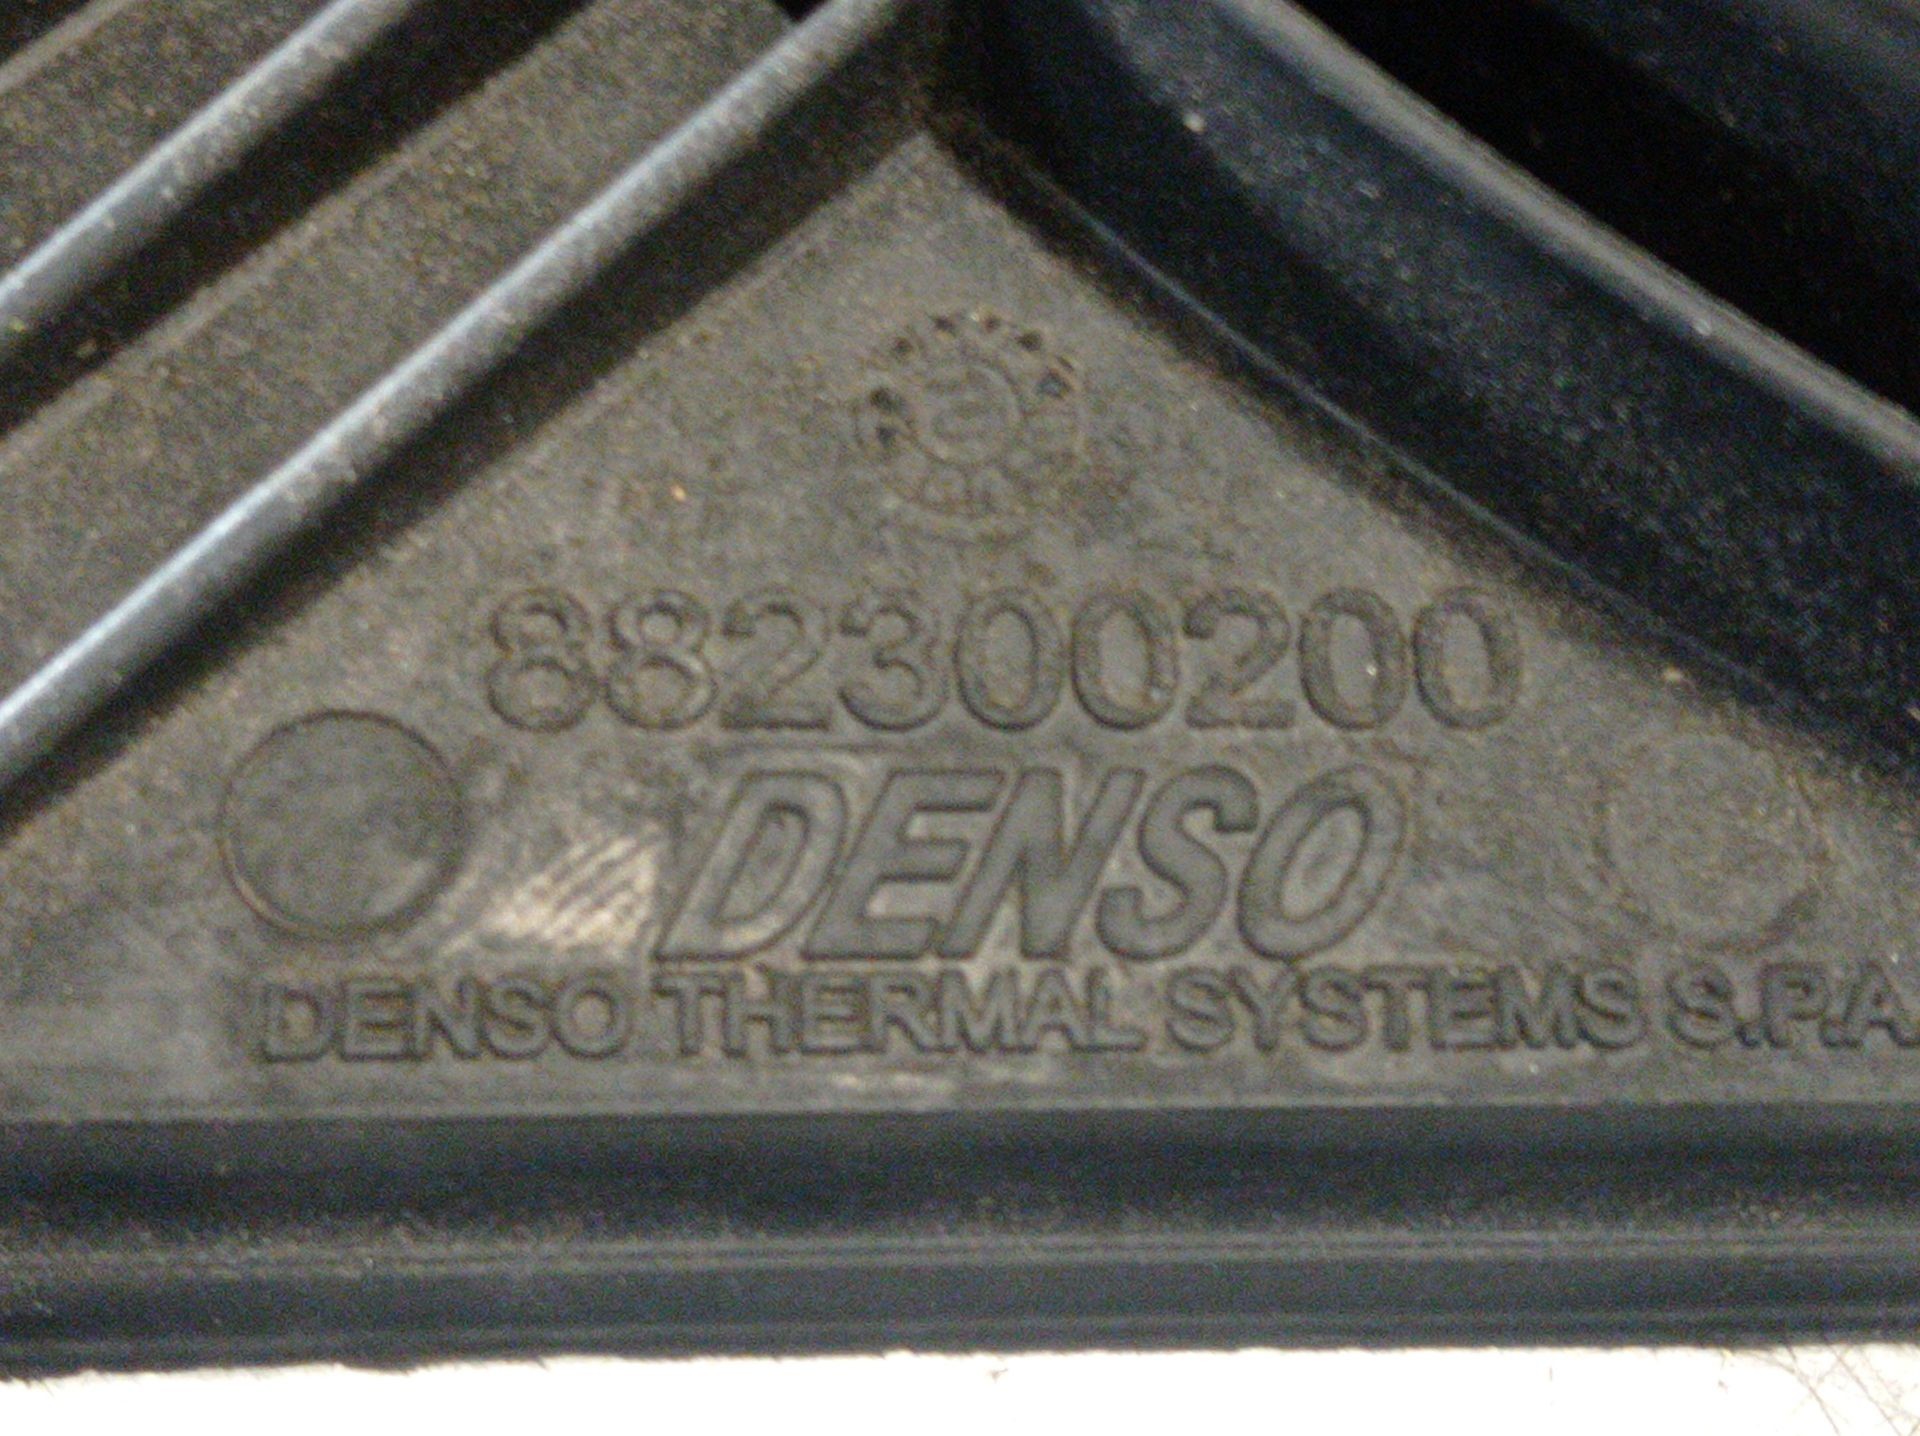 882300200
DENSO
DENSO THERMAL SYSTEMS S.P.A.